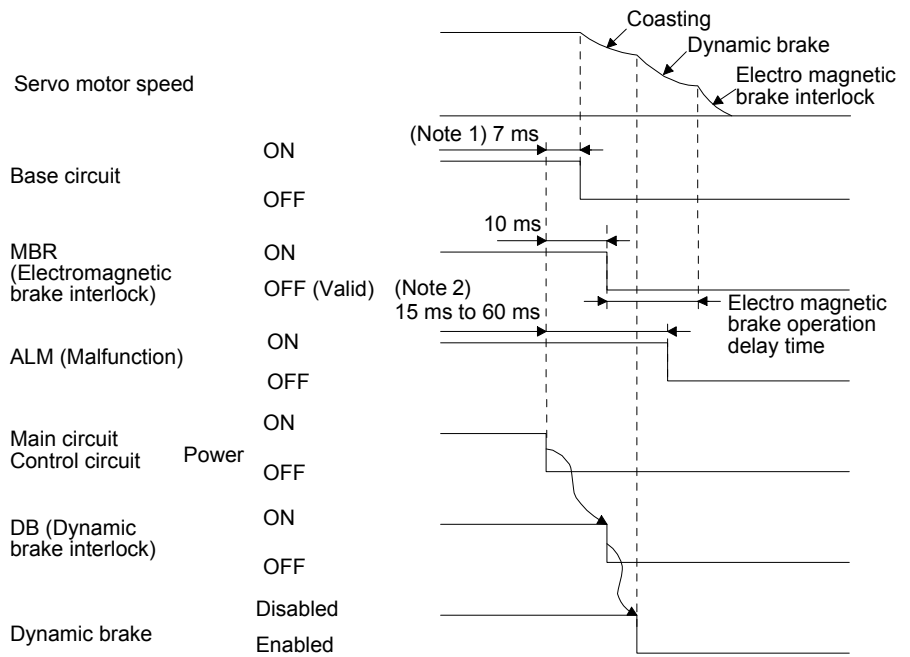 Coasting
Dynamic brake
Electro magnetic
brake interlock
Servo motor speed
(Note 1) 7 ms
ON
Base circuit
OFF
10 ms
MBR
(Electromagnetic
brake interlock)
ON
OFF (Valid)
(Note 2)
15 ms to 60 ms
Electro magnetic
brake operation
delay time
ALM (Malfunction)
ON
OFF
Main circuit
Control circuit
Power
ON
OFF
DB (Dynamic
brake interlock)
ON
OFF
Dynamic brake
Disabled
Enabled